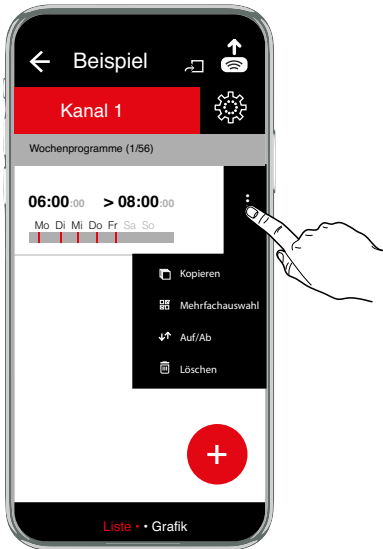 Beispiel
Kanal 1
Wochenprogramme (1/56)
06:00:00 > 08:00:00
Mo Di Mi Do Fr Sa So
Kopieren
Mehrfachauswahl
Auf/Ab
Löschen
+
Liste • • Grafik